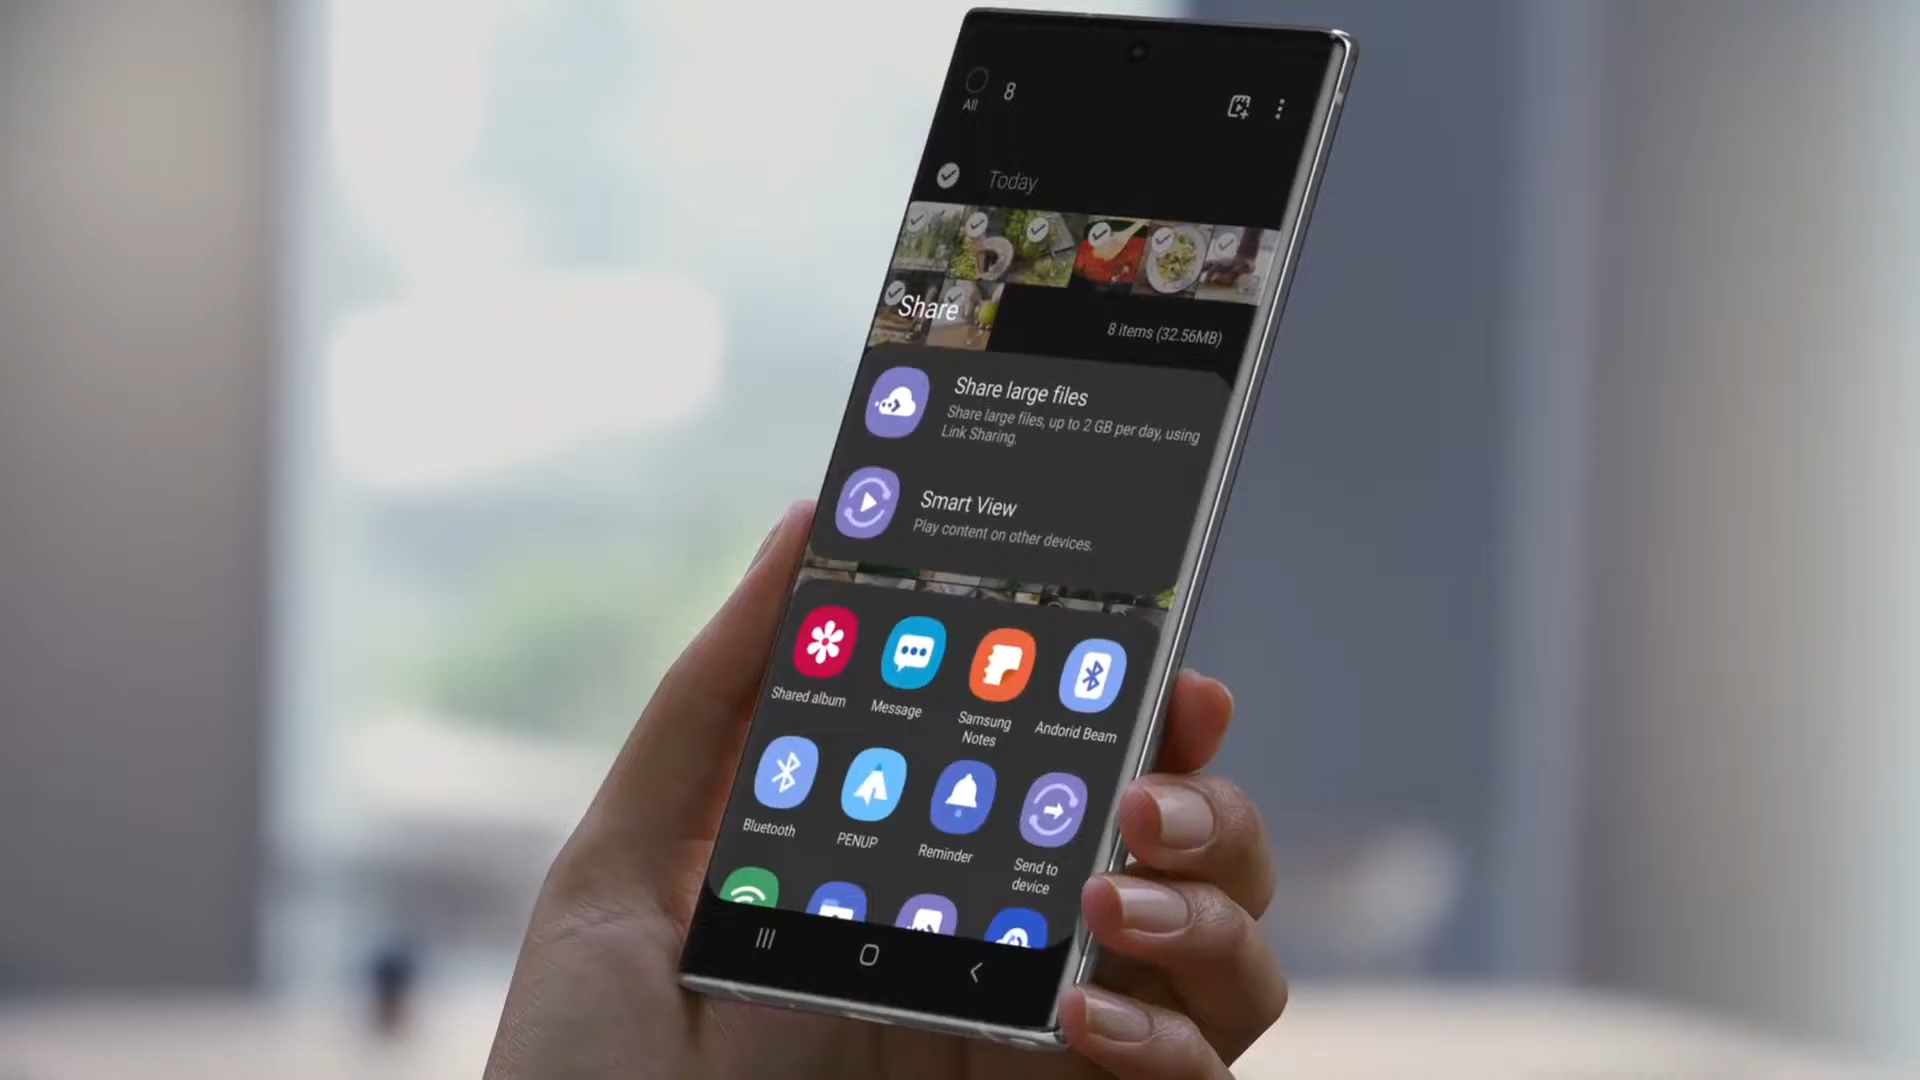 All
8
Today
Share
8 items (32.56MB)
Share large files
Share large files, up to 2 GB per day, using
Link Sharing.
Smart View
Play content on other devices.
Shared album
Message
Samsung
Notes
Andorid Beam
Bluetooth
PENUP
Reminder
Send to
device